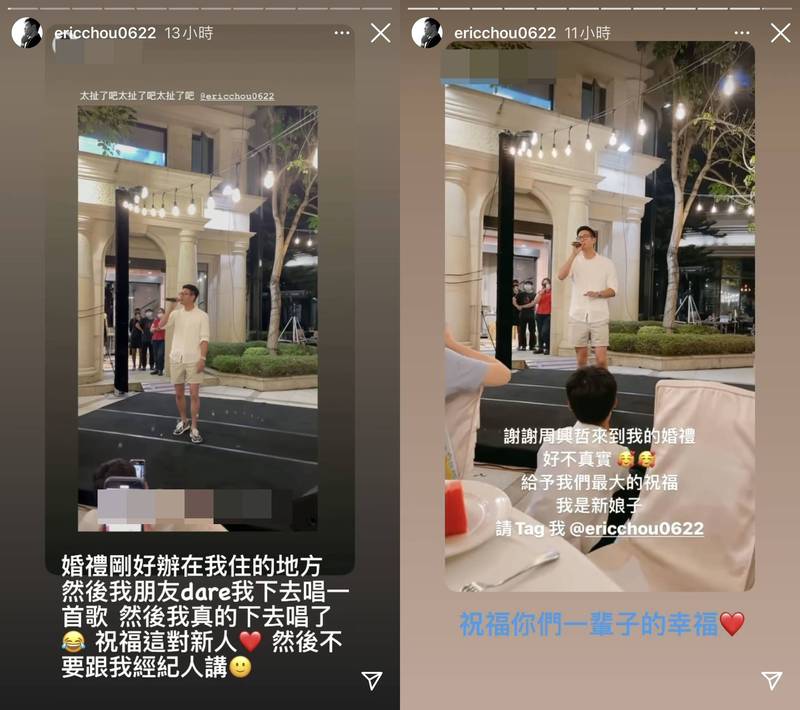 ericchou0622 13小時
太扯了吧太扯了吧太扯了吧 @ericchou0622
婚禮剛好辦在我住的地方
然後我朋友dare我下去唱一
首歌 然後我真的下去唱了
😂 祝福這對新人❤️ 然後不
要跟我經紀人講🙂
ericchou0622 11小時
謝謝周興哲來到我的婚禮
好不真實 🥰🥰
給予我們最大的祝福
我是新娘子
請 Tag 我 @ericchou0622
祝福你們一輩子的幸福❤️